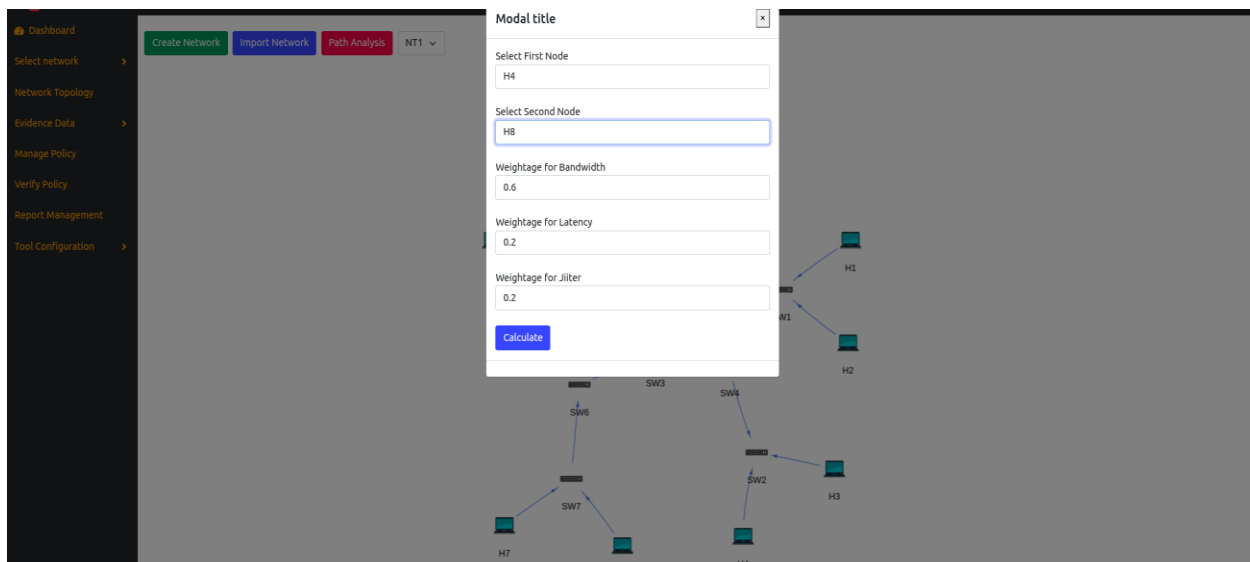 Modal title
x
Dashboard
Create Network Import Network Path Analysis NT1
Select network >
Network Topology
Evidence Data >
Manage Policy
Verify Policy
Report Management
Tool Configuration >
Select First Node
H4
Select Second Node
H8
Weightage for Bandwidth
0.6
Weightage for Latency
0.2
Weightage for Jiiter
0.2
Calculate
H1
W1
H2
SW3
SW4
SW6
SW2
H3
SW7
H7